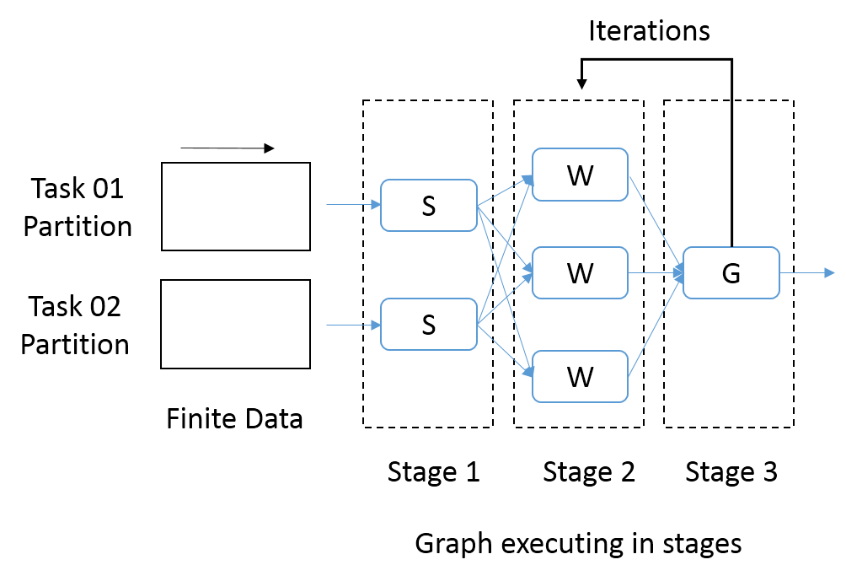 Iterations
Task 01
Partition
S
W
W
G
Task 02
Partition
S
W
Finite Data
Stage 1
Stage 2
Stage 3
Graph executing in stages